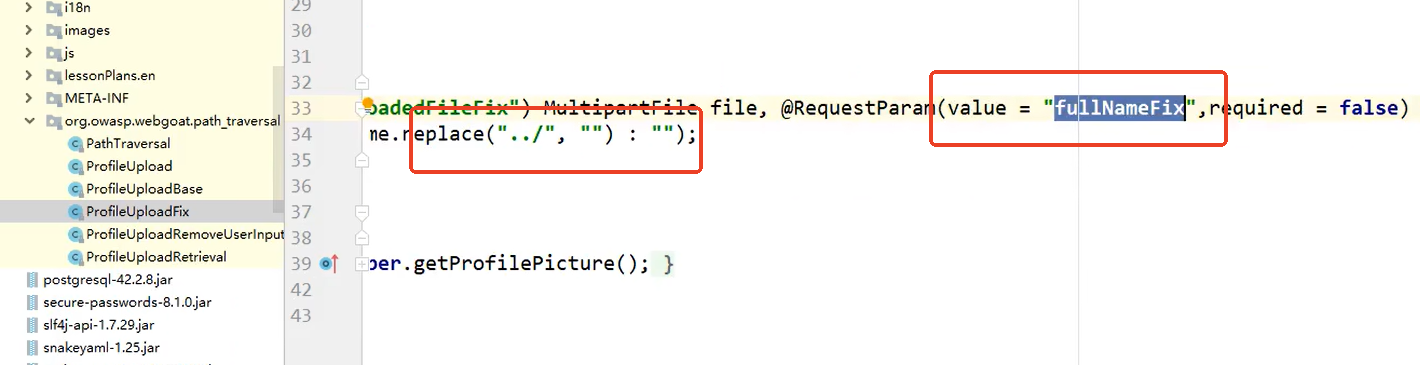 i18n
images
js
lessonPlans.en
META-INF
org.owasp.webgoat.path_traversal
PathTraversal
ProfileUpload
ProfileUploadBase
ProfileUploadFix
ProfileUploadRemoveUserInput
ProfileUploadRetrieval
postgresql-42.2.8.jar
secure-passwords-8.1.0.jar
slf4j-api-1.7.29.jar
snakeyaml-1.25.jar
29
30
31
32
33 oadedFileFix") MultipartFile file, @RequestParam(value = "fullNameFix",required = false)
34 me.replace("../", "") : "");
35
36
37
38
39 per.getProfilePicture(); }
42
43